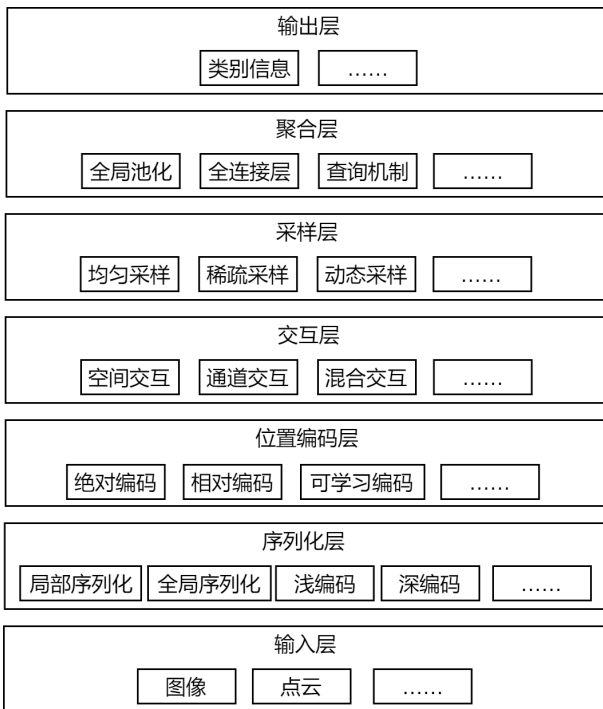 输出层
类别信息 ……
聚合层
全局池化 全连接层 查询机制 ……
采样层
均匀采样 稀疏采样 动态采样 ……
交互层
空间交互 通道交互 混合交互 ……
位置编码层
绝对编码 相对编码 可学习编码 ……
序列化层
局部序列化 全局序列化 浅编码 深编码 ……
输入层
图像 点云 ……